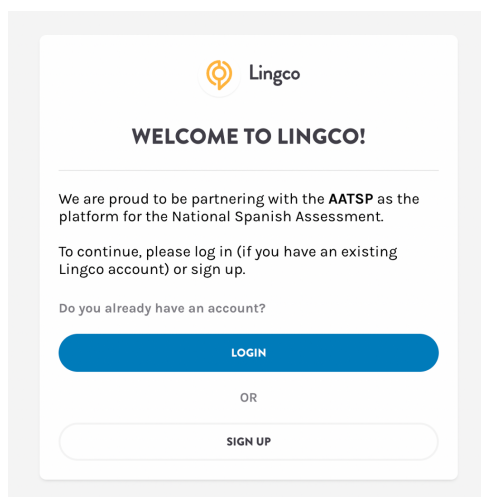 Lingco
WELCOME TO LINGCO!
We are proud to be partnering with the AATSP as the
platform for the National Spanish Assessment.
To continue, please log in (if you have an existing
Lingco account) or sign up.
Do you already have an account?
LOGIN
OR
SIGN UP